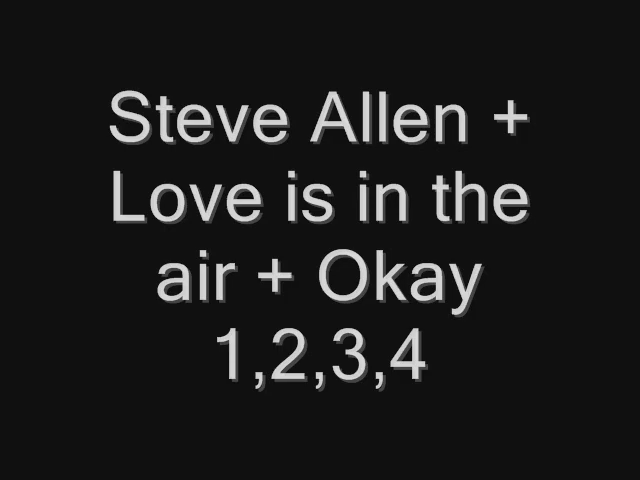 Steve Allen +
Love is in the
air + Okay
1,2,3,4